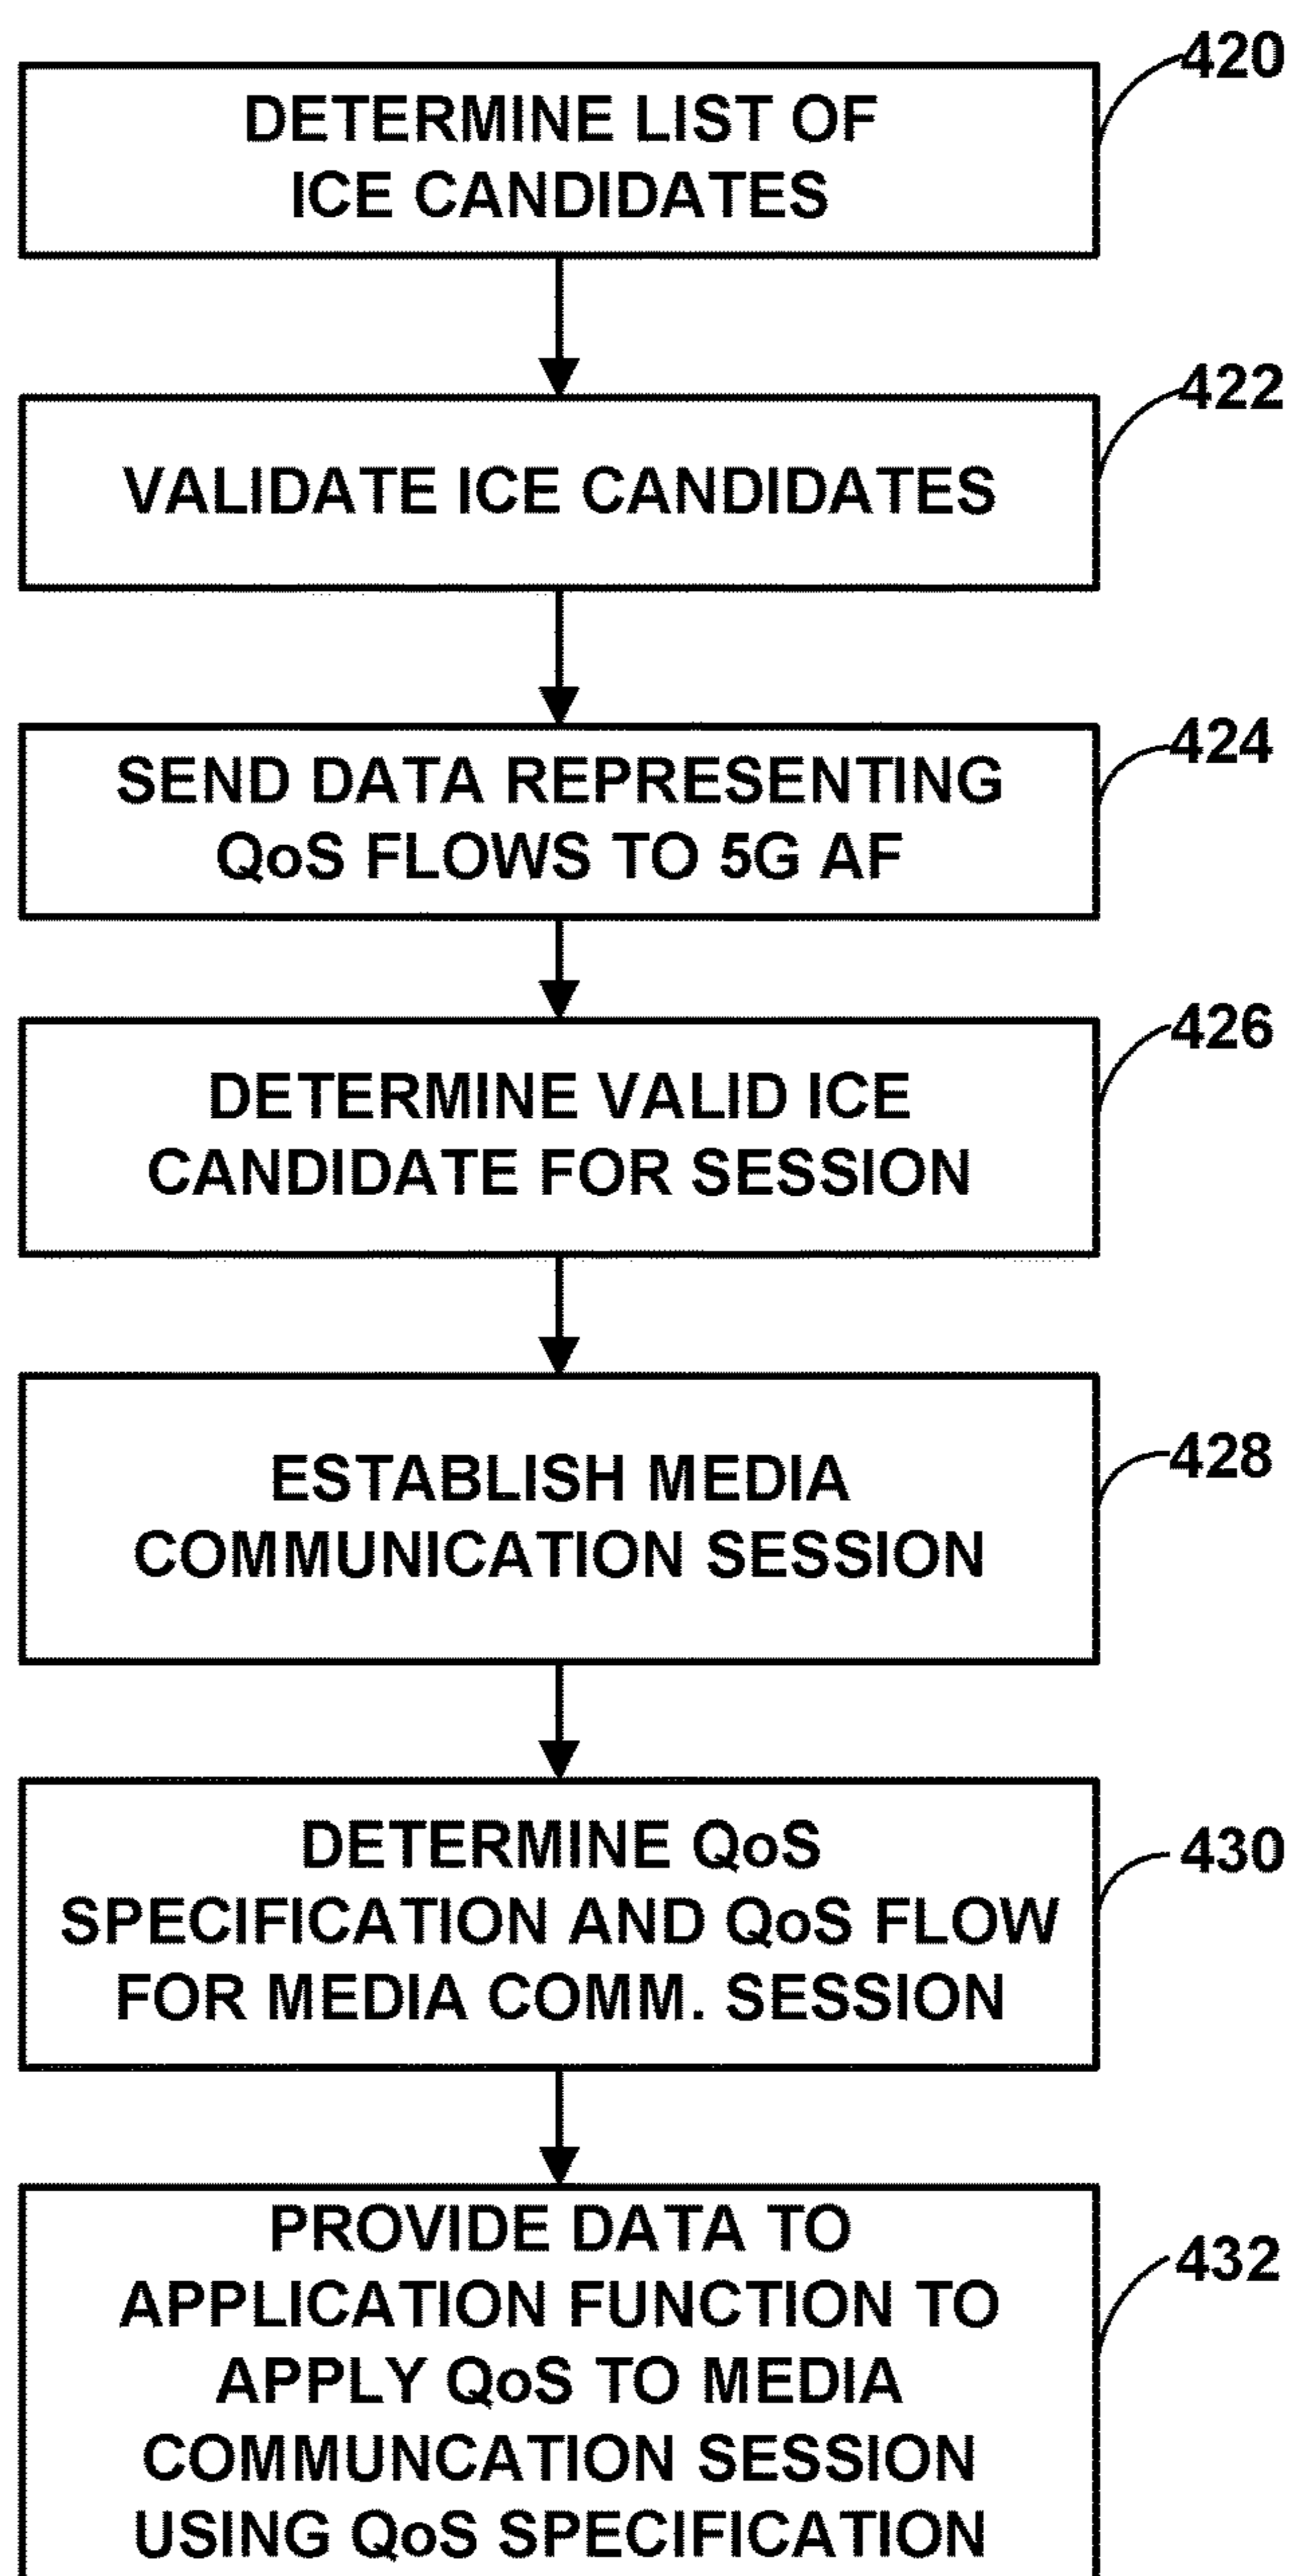 420
DETERMINE LIST OF
ICE CANDIDATES
422
VALIDATE ICE CANDIDATES
424
SEND DATA REPRESENTING
QoS FLOWS TO 5G AF
426
DETERMINE VALID ICE
CANDIDATE FOR SESSION
428
ESTABLISH MEDIA
COMMUNICATION SESSION
430
DETERMINE QoS
SPECIFICATION AND QoS FLOW
FOR MEDIA COMM. SESSION
432
PROVIDE DATA TO
APPLICATION FUNCTION TO
APPLY QoS TO MEDIA
COMMUNCATION SESSION
USING QoS SPECIFICATION